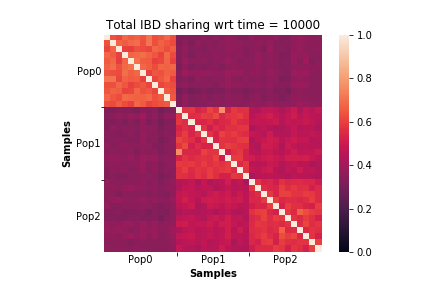 Total IBD sharing wrt time = 10000
Pop0
Pop1
Pop2
Samples
Pop0 Pop1 Pop2
Samples
1.0
0.8
0.6
0.4
0.2
0.0